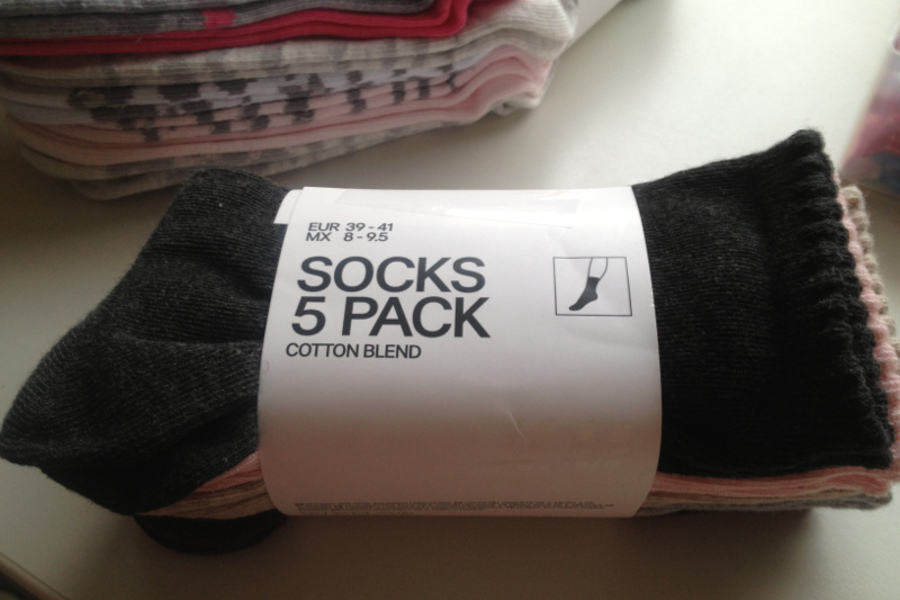 EUR 39-41
MX 8-9.5
SOCKS
5 PACK
COTTON BLEND